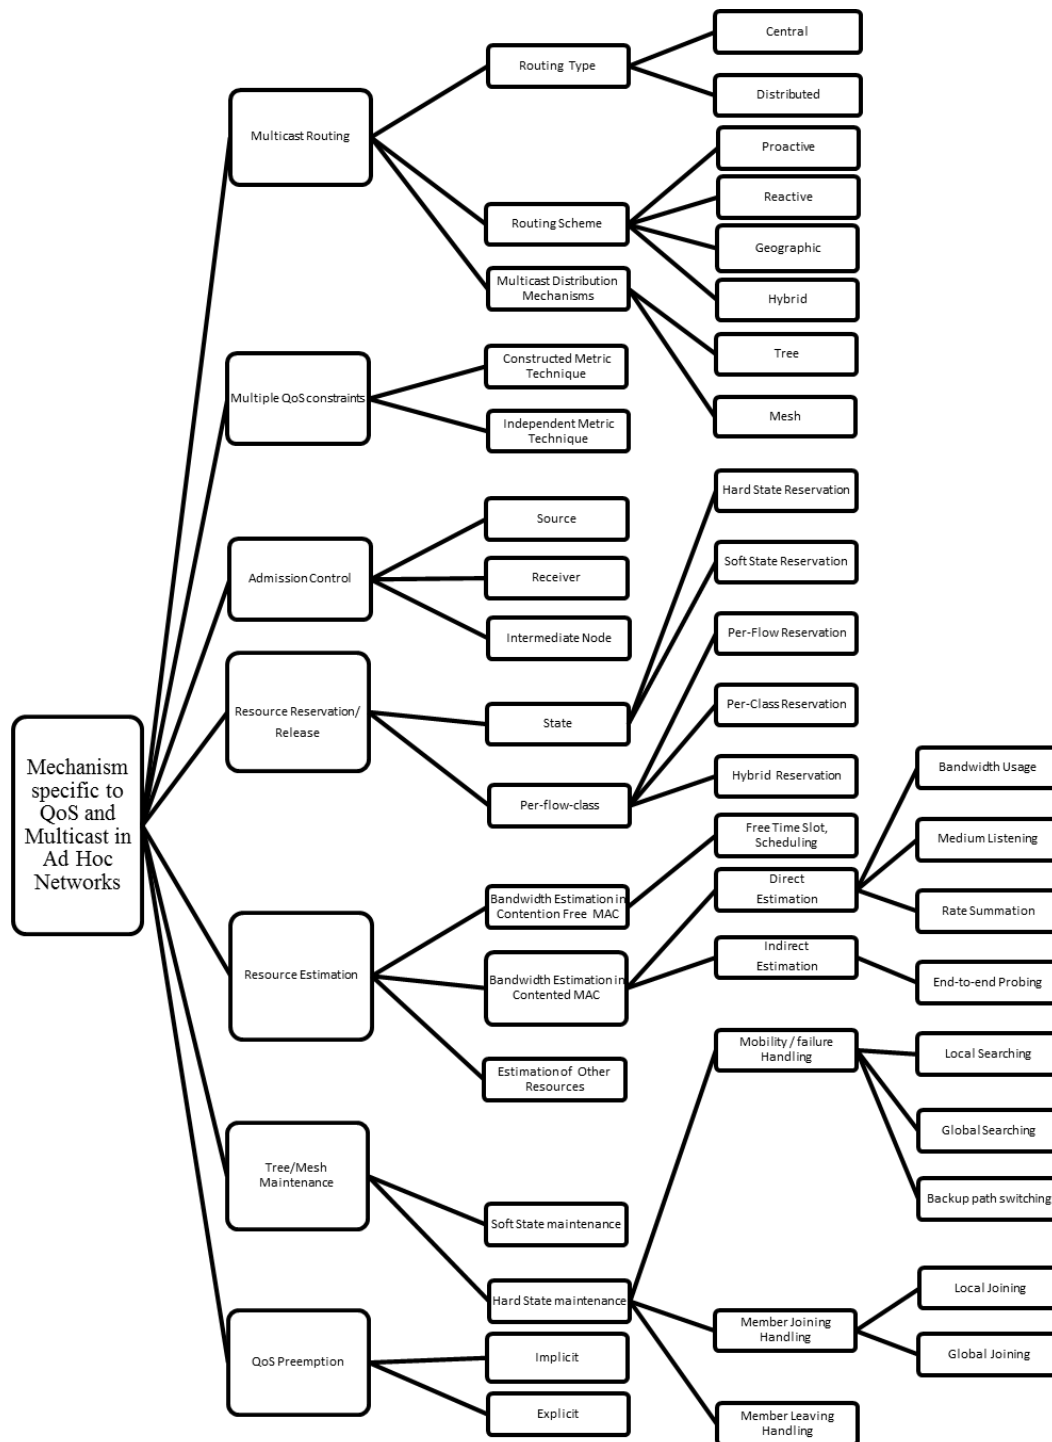 Mechanism
specific to
QoS and
Multicast in
Ad Hoc
Networks
Multicast Routing
Routing Type
Central
Distributed
Routing Scheme
Proactive
Reactive
Geographic
Hybrid
Multicast Distribution
Mechanisms
Tree
Mesh
Multiple QoS constraints
Constructed Metric
Technique
Independent Metric
Technique
Admission Control
Source
Receiver
Intermediate Node
Resource Reservation/
Release
State
Hard State Reservation
Soft State Reservation
Per-flow-class
Per-Flow Reservation
Per-Class Reservation
Hybrid Reservation
Resource Estimation
Bandwidth Estimation in
Contention Free MAC
Free Time Slot,
Scheduling
Bandwidth Estimation in
Contented MAC
Direct
Estimation
Bandwidth Usage
Medium Listening
Rate Summation
Indirect
Estimation
End-to-end Probing
Estimation of Other
Resources
Tree/Mesh
Maintenance
Soft State maintenance
Hard State maintenance
Mobility / failure
Handling
Local Searching
Global Searching
Backup path switching
Member Joining
Handling
Local Joining
Global Joining
Member Leaving
Handling
QoS Preemption
Implicit
Explicit